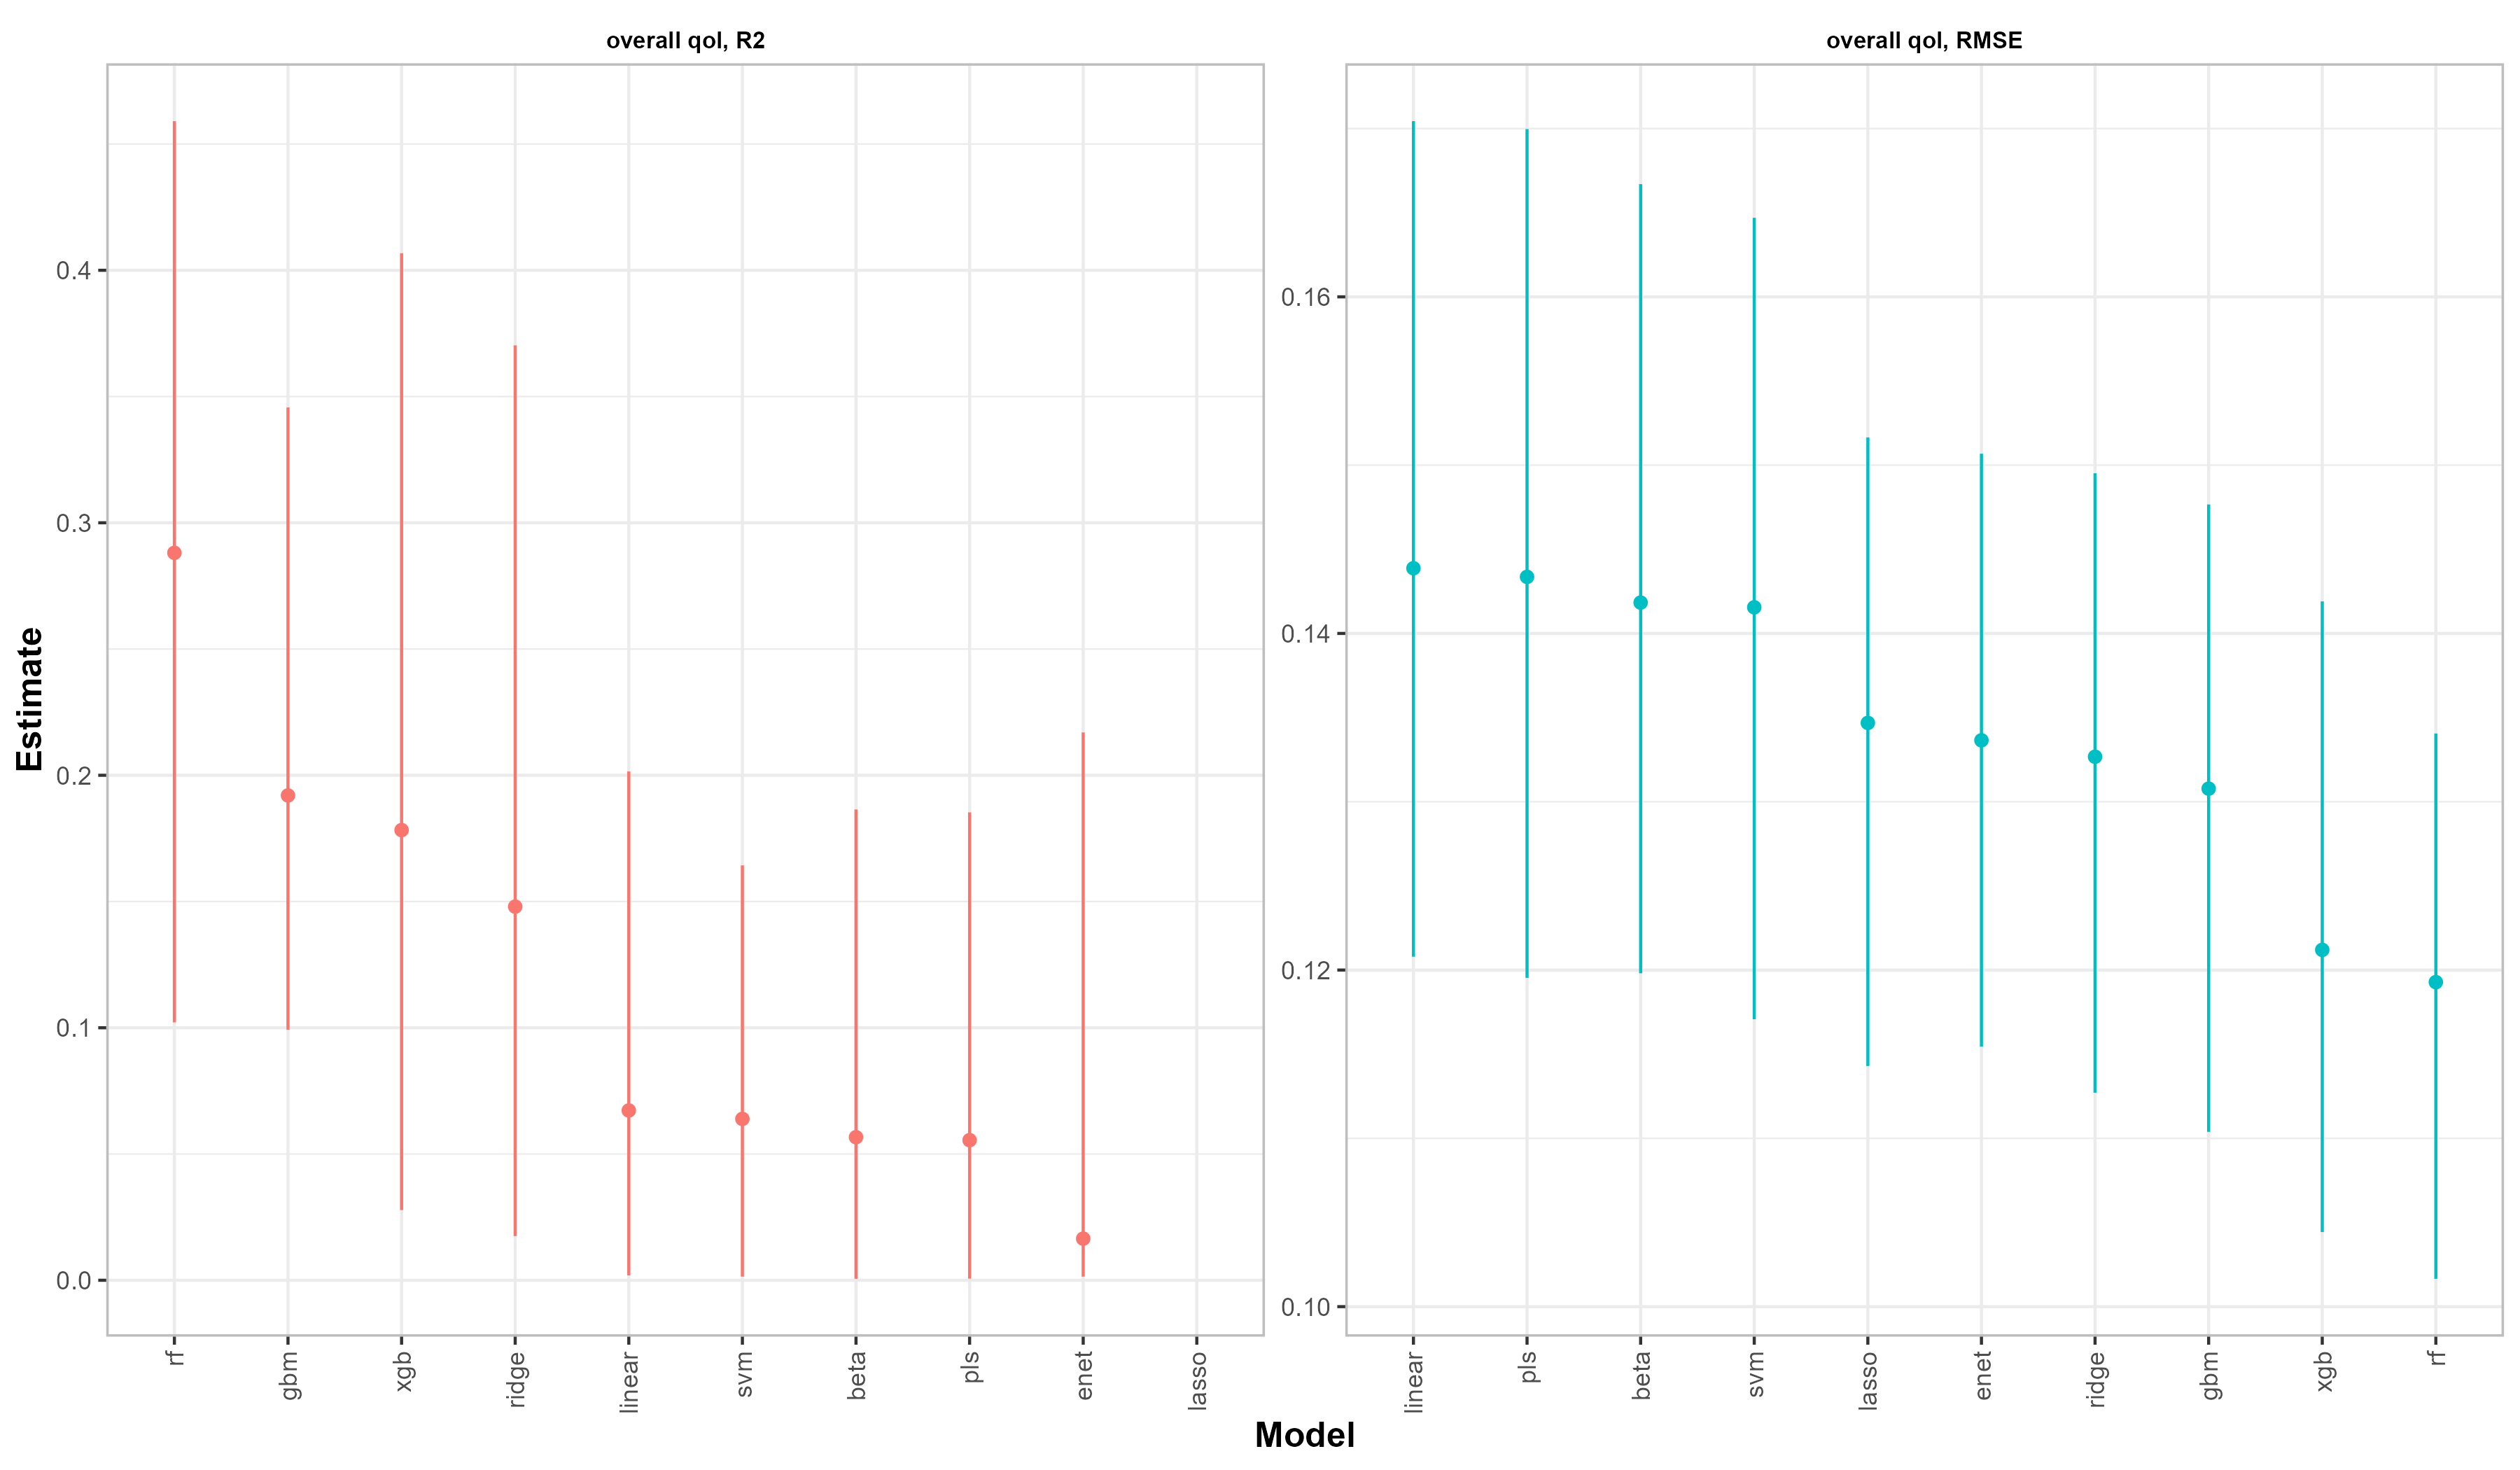 overall qol, R2
overall qol, RMSE
Estimate
0.4
0.3
0.2
0.1
0.0
0.16
0.14
0.12
0.10
rf
gbm
xgb
ridge
linear
svm
beta
pls
enet
lasso
linear
pls
beta
svm
lasso
enet
ridge
gbm
xgb
rf
Model